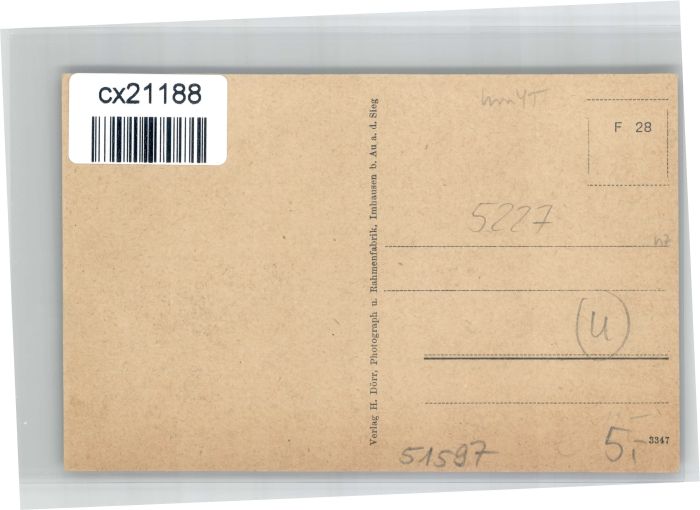 cx21188
F 28
5227
Verlag H. Dörr, Photograph u. Rahmenfabrik, Imhausen b. Au a. d. Sieg
u
51597
5,-
3347